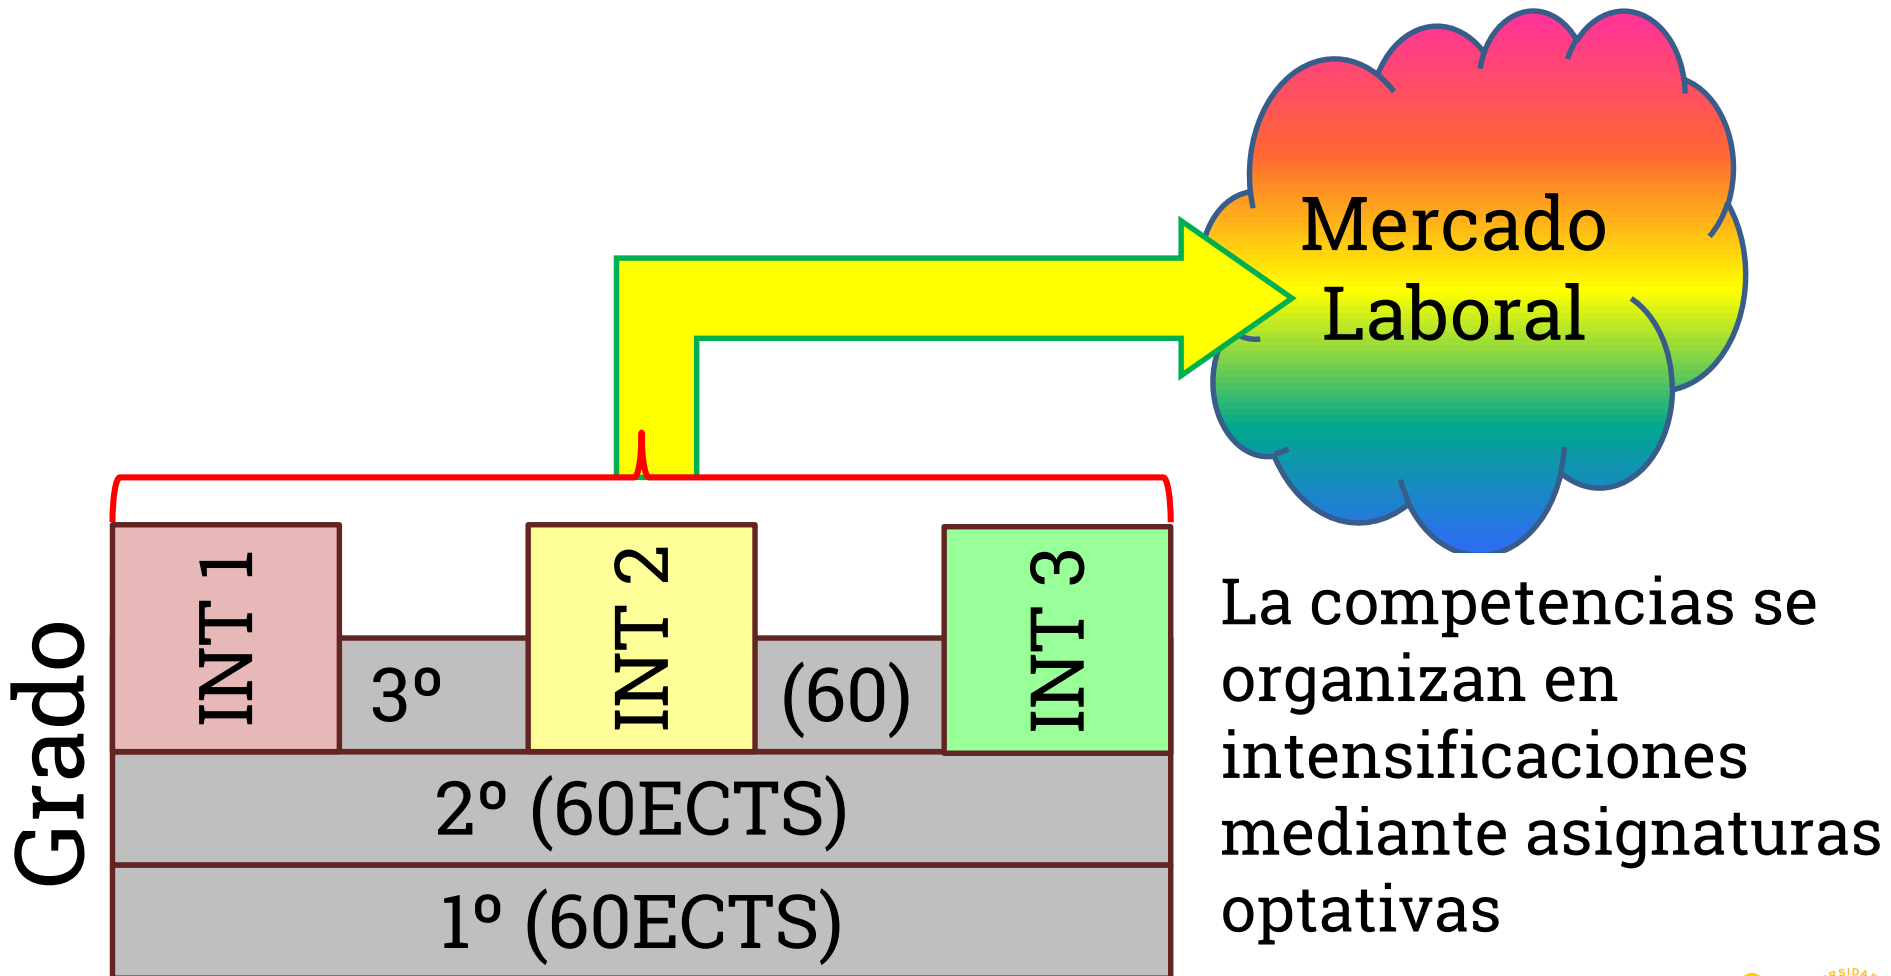 Mercado
Laboral
Grado
INT 1
3º
INT 2
(60)
INT 3
2º (60ECTS)
1º (60ECTS)
La competencias se
organizan en
intensificaciones
mediante asignaturas
optativas